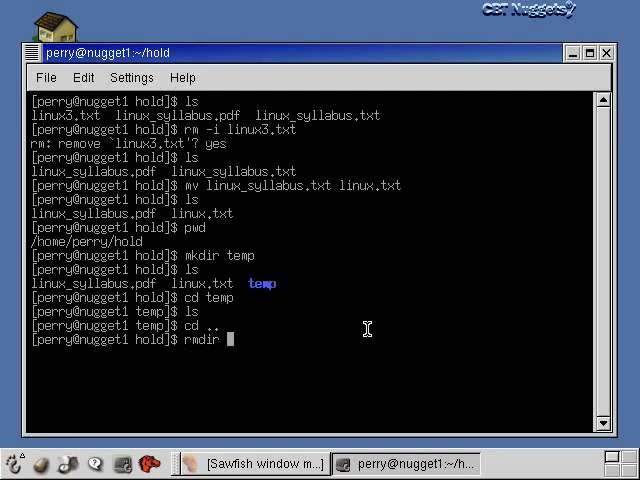 CBT Nuggets
perry@nugget1:~/hold
File Edit Settings Help
[perry@nugget1 hold]$ ls
linux3.txt  linux_syllabus.pdf  linux_syllabus.txt
[perry@nugget1 hold]$ rm -i linux3.txt
rm: remove `linux3.txt'? yes
[perry@nugget1 hold]$ ls
linux_syllabus.pdf  linux_syllabus.txt
[perry@nugget1 hold]$ mv linux_syllabus.txt linux.txt
[perry@nugget1 hold]$ ls
linux_syllabus.pdf  linux.txt
[perry@nugget1 hold]$ pwd
/home/perry/hold
[perry@nugget1 hold]$ mkdir temp
[perry@nugget1 hold]$ ls
linux_syllabus.pdf  linux.txt  temp
[perry@nugget1 hold]$ cd temp
[perry@nugget1 temp]$ ls
[perry@nugget1 temp]$ cd ..
[perry@nugget1 hold]$ rmdir
[Sawfish window m... perry@nugget1:~/h...